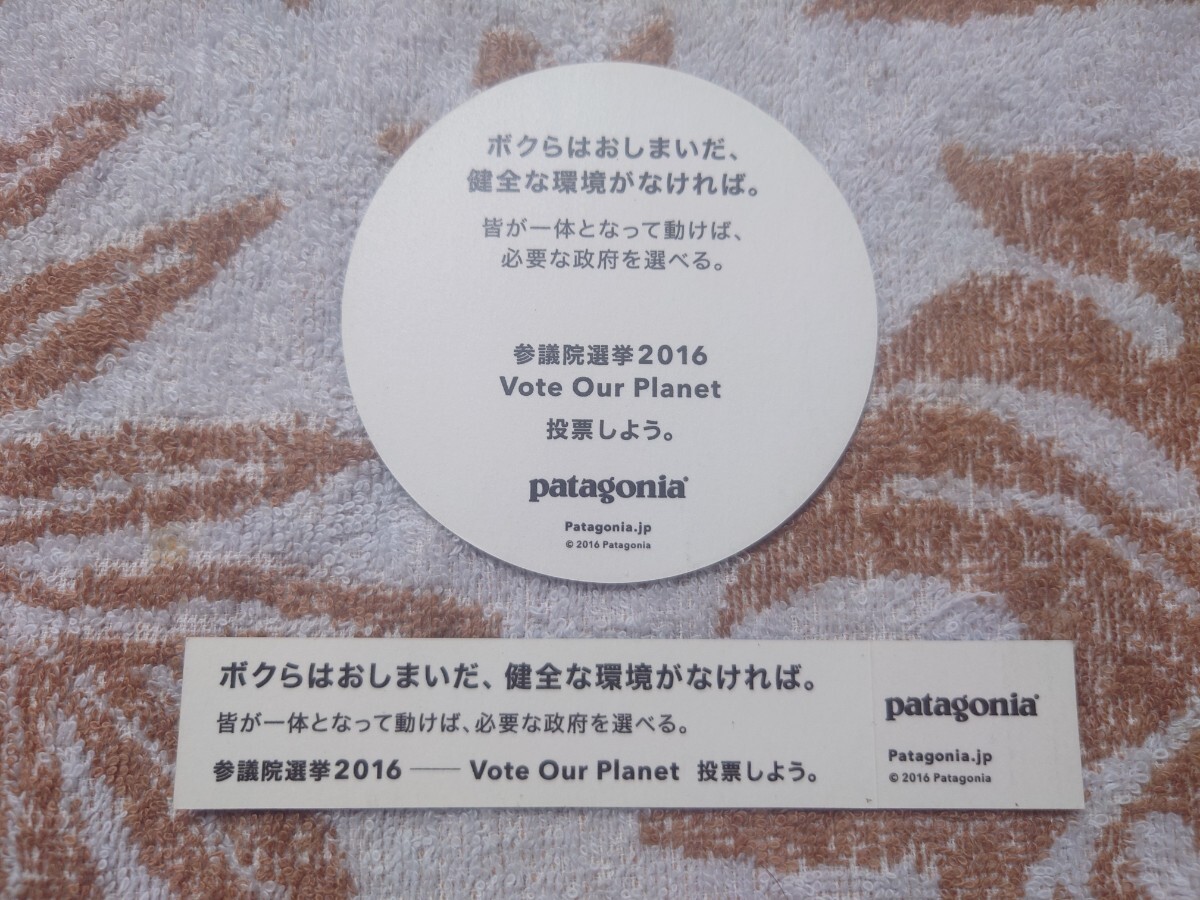 ボクらはおしまいだ、
健全な環境がなければ。
皆が一体となって動けば、
必要な政府を選べる。
参議院選挙2016
Vote Our Planet
投票しよう。
patagonia®
Patagonia.jp
© 2016 Patagonia
ボクらはおしまいだ、健全な環境がなければ。
皆が一体となって動けば、必要な政府を選べる。
参議院選挙2016 —— Vote Our Planet 投票しよう。
patagonia®
Patagonia.jp
© 2016 Patagonia